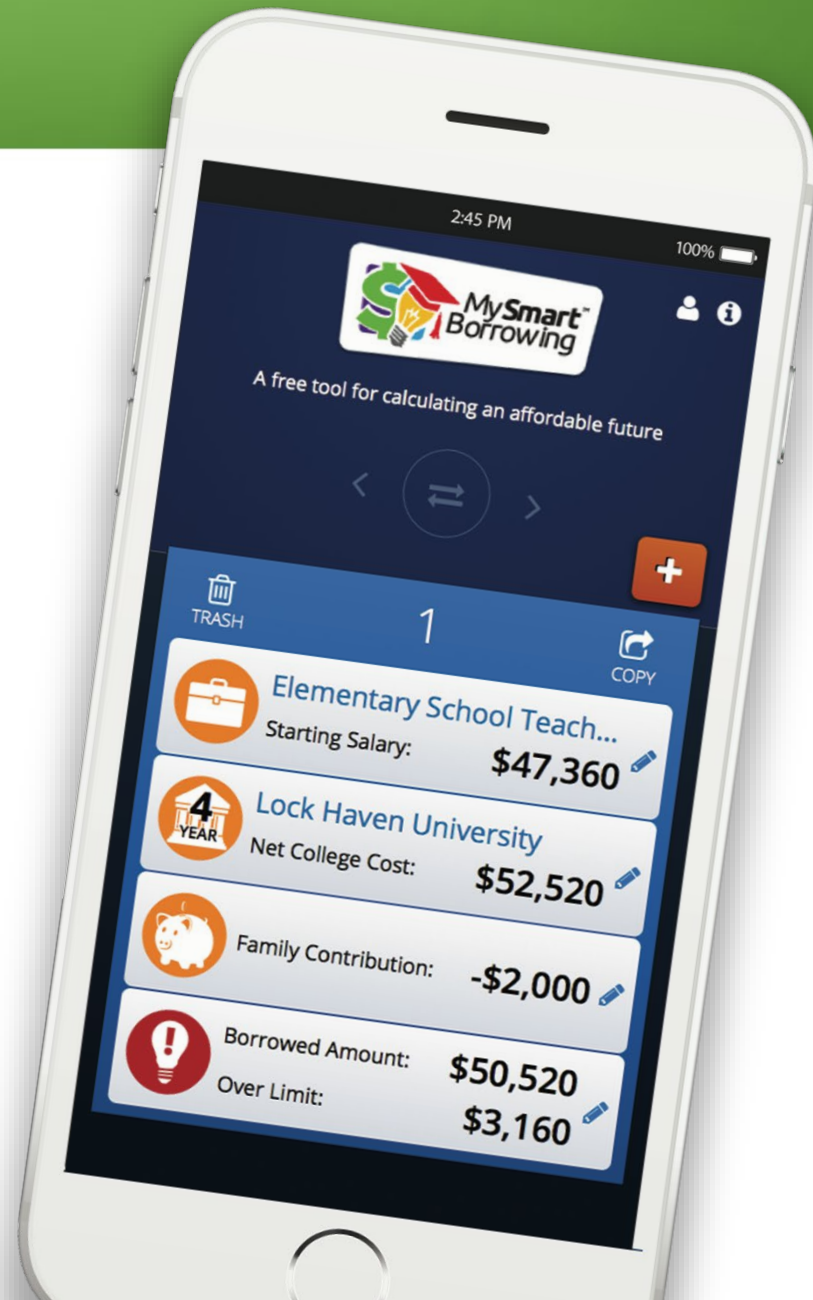 2:45 PM
100%
MySmart™
Borrowing
A free tool for calculating an affordable future
TRASH
1
COPY
Elementary School Teach...
Starting Salary:
$47,360
4
YEAR
Lock Haven University
Net College Cost:
$52,520
Family Contribution:
-$2,000
Borrowed Amount:
$50,520
Over Limit:
$3,160